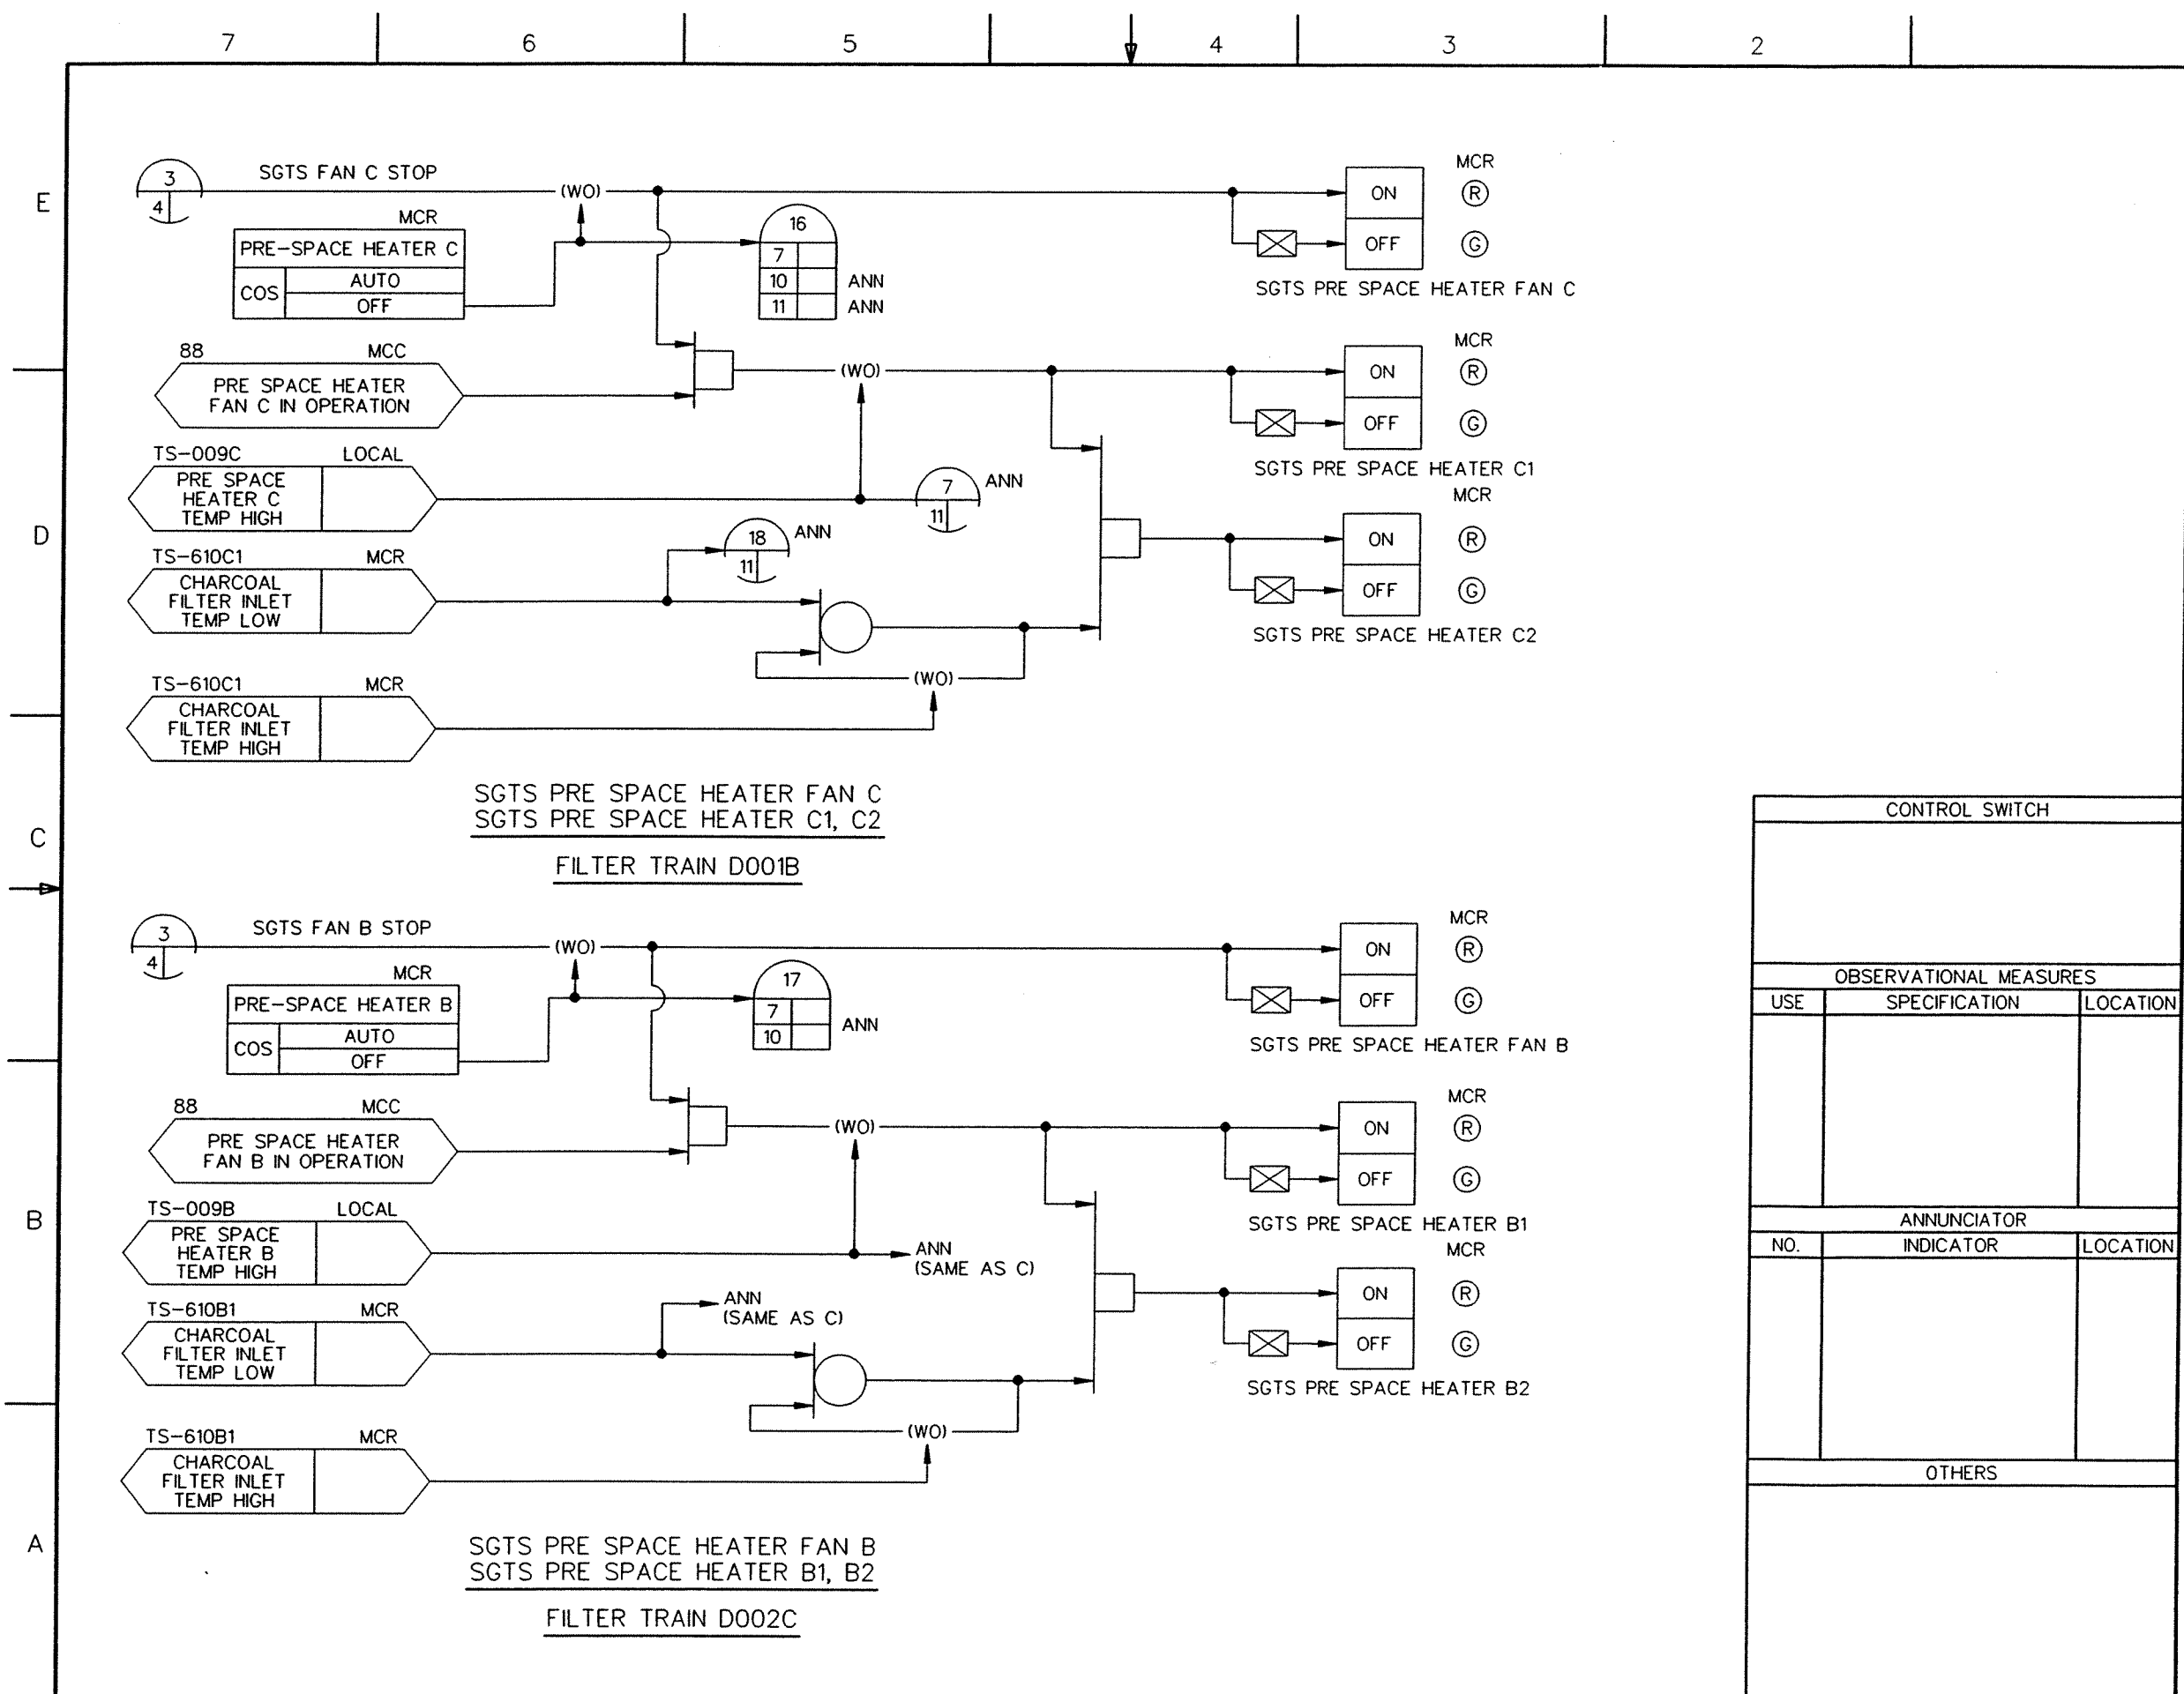 7 6 5 4 3 2
E
3
4
SGTS FAN C STOP
(WO)
MCR
PRE-SPACE HEATER C
COS
AUTO
OFF
16
7
10 ANN
11 ANN
MCR
ON R
OFF G
SGTS PRE SPACE HEATER FAN C
88 MCC
PRE SPACE HEATER
FAN C IN OPERATION
(WO)
MCR
ON R
OFF G
SGTS PRE SPACE HEATER C1
D
TS-009C LOCAL
PRE SPACE
HEATER C
TEMP HIGH
7
11
ANN
TS-610C1 MCR
CHARCOAL
FILTER INLET
TEMP LOW
18
11
ANN
MCR
ON R
OFF G
SGTS PRE SPACE HEATER C2
(WO)
TS-610C1 MCR
CHARCOAL
FILTER INLET
TEMP HIGH
SGTS PRE SPACE HEATER FAN C
SGTS PRE SPACE HEATER C1, C2
FILTER TRAIN D001B
C
3
4
SGTS FAN B STOP
(WO)
MCR
PRE-SPACE HEATER B
COS
AUTO
OFF
17
7
10
ANN
MCR
ON R
OFF G
SGTS PRE SPACE HEATER FAN B
88 MCC
PRE SPACE HEATER
FAN B IN OPERATION
(WO)
MCR
ON R
OFF G
SGTS PRE SPACE HEATER B1
B
TS-009B LOCAL
PRE SPACE
HEATER B
TEMP HIGH
ANN
(SAME AS C)
TS-610B1 MCR
CHARCOAL
FILTER INLET
TEMP LOW
ANN
(SAME AS C)
MCR
ON R
OFF G
SGTS PRE SPACE HEATER B2
(WO)
TS-610B1 MCR
CHARCOAL
FILTER INLET
TEMP HIGH
A
SGTS PRE SPACE HEATER FAN B
SGTS PRE SPACE HEATER B1, B2
FILTER TRAIN D002C
CONTROL SWITCH
OBSERVATIONAL MEASURES
USE SPECIFICATION LOCATION
ANNUNCIATOR
NO. INDICATOR LOCATION
OTHERS